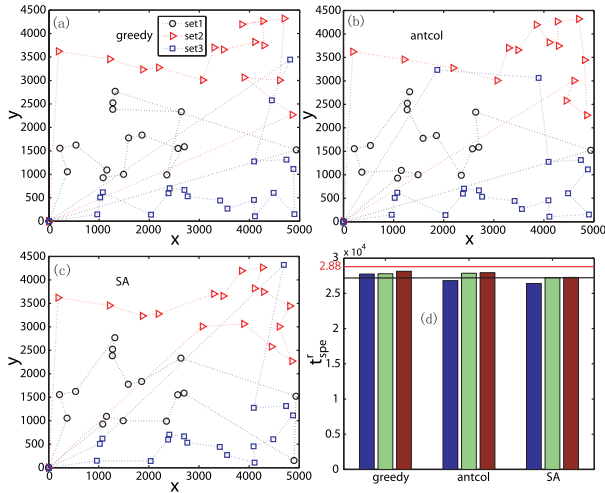 (a)
greedy
set1
set2
set3
4500
4000
3500
3000
2500
2000
1500
1000
500
0
y
0
1000
2000
3000
4000
5000
x
(b)
antcol
4500
4000
3500
3000
2500
2000
1500
1000
500
0
y
0
1000
2000
3000
4000
5000
x
(c)
SA
4500
4000
3500
3000
2500
2000
1500
1000
500
0
y
0
1000
2000
3000
4000
5000
x
3 x 10^4
2.88
2.5
2
1.5
1
0.5
0
t^r_spe
(d)
greedy
antcol
SA